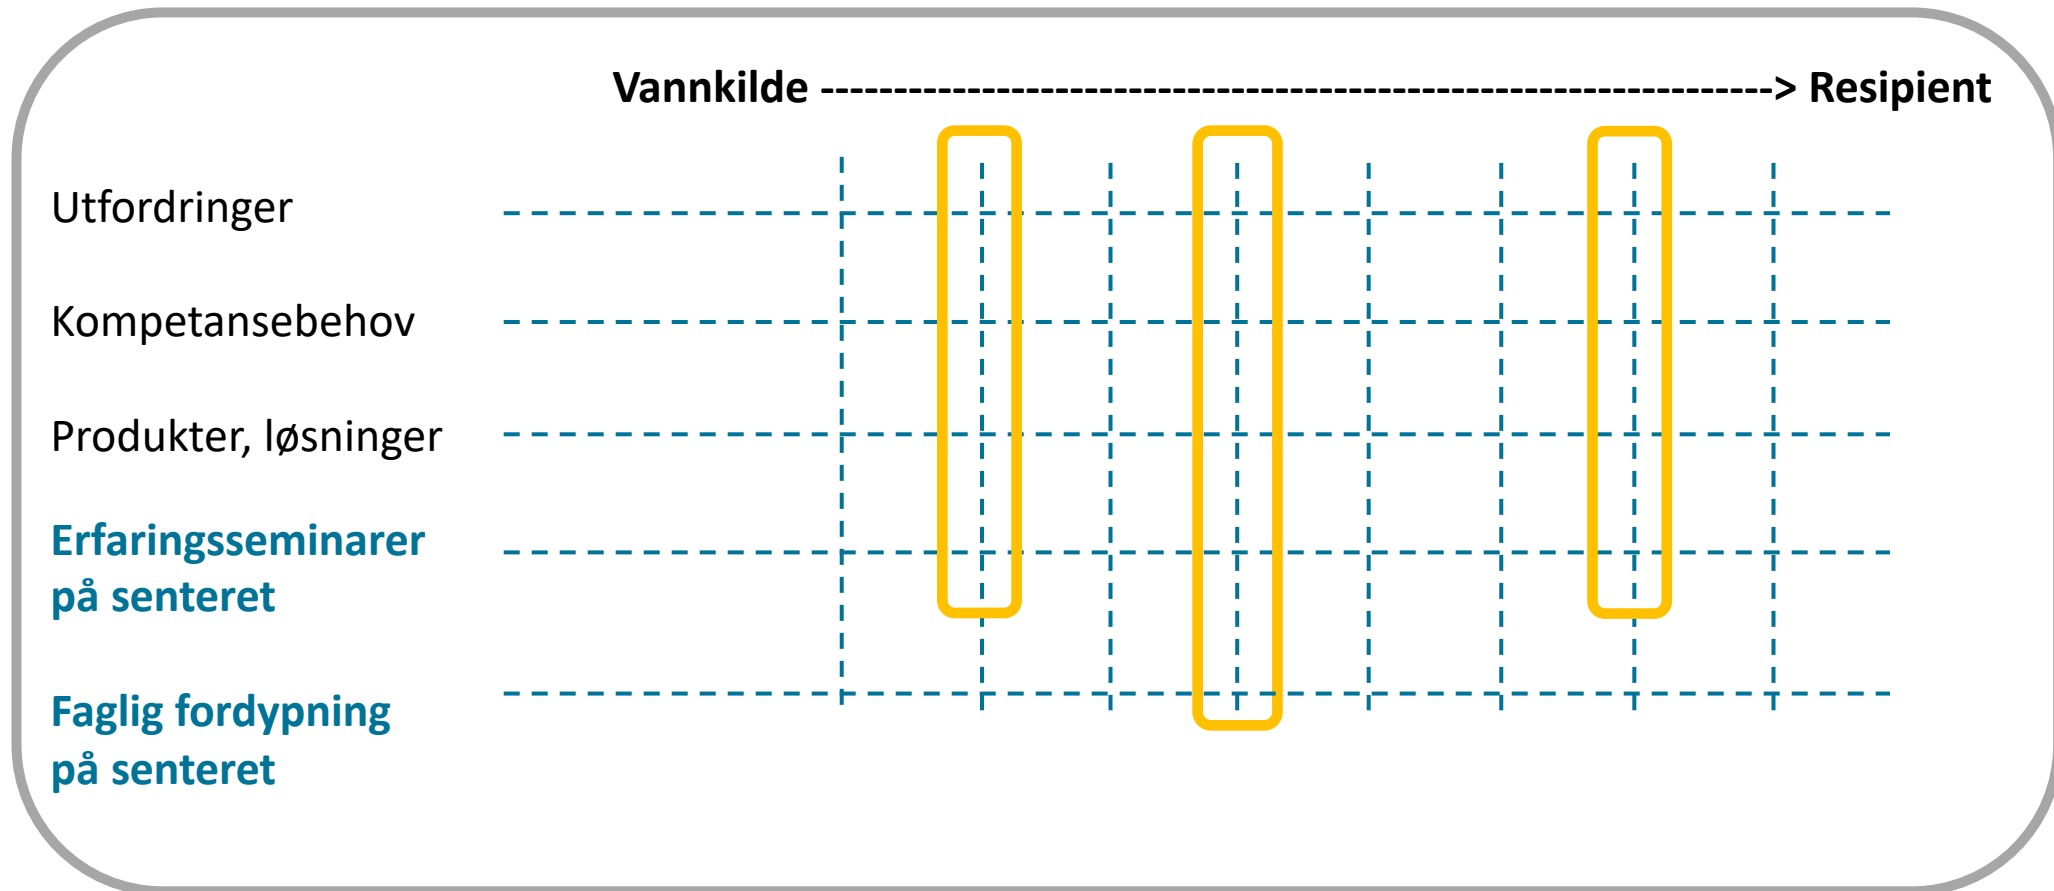 Vannkilde -----------------------------------------------------------------> Resipient
Utfordringer
Kompetansebehov
Produkter, løsninger
Erfaringsseminarer
på senteret
Faglig fordypning
på senteret